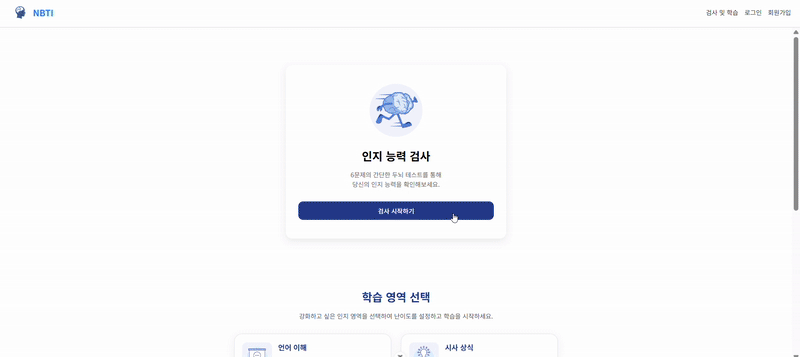 NBTI
검사 및 학습 로그인 회원가입
인지 능력 검사
6문제의 간단한 두뇌 테스트를 통해
당신의 인지 능력을 확인해보세요.
검사 시작하기
학습 영역 선택
강화하고 싶은 인지 영역을 선택하여 난이도를 설정하고 학습을 시작하세요.
언어 이해
시사 상식